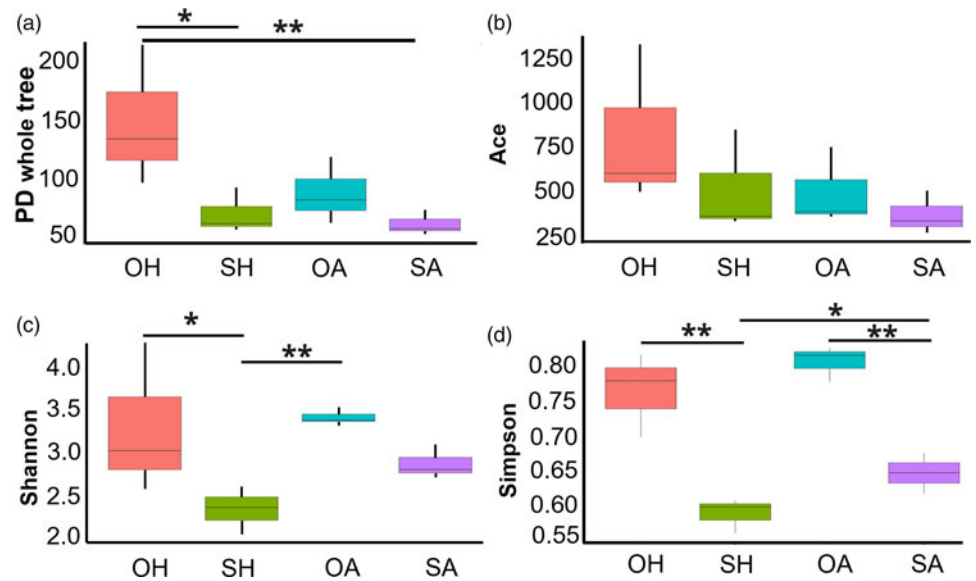 (a)
*
**
PD whole tree
200
150
100
50
OH SH OA SA
(b)
Ace
1250
1000
750
500
250
OH SH OA SA
(c)
*
**
Shannon
4.0
3.5
3.0
2.5
2.0
OH SH OA SA
(d)
*
** **
Simpson
0.80
0.75
0.70
0.65
0.60
0.55
OH SH OA SA